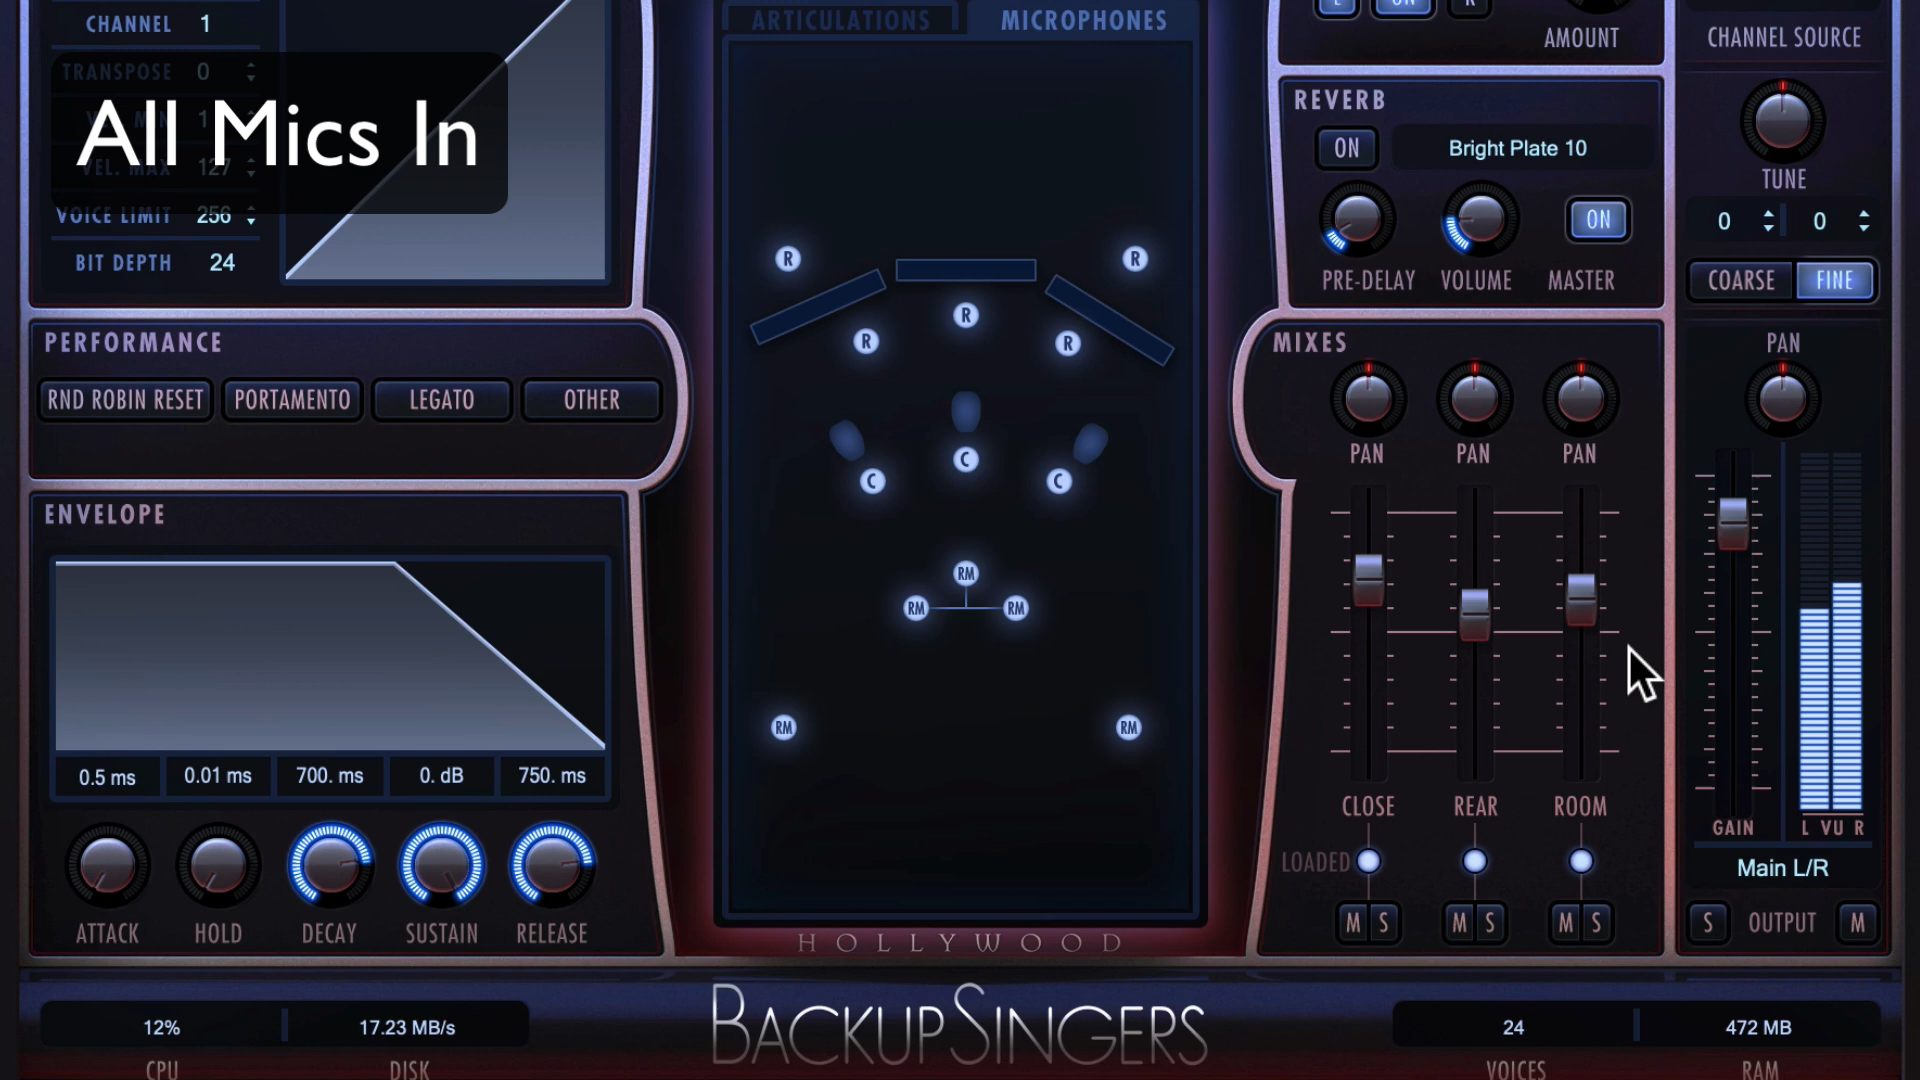 CHANNEL 1
TRANSPOSE 0
All Mics In
VEL. MAX 127
VOICE LIMIT 256
BIT DEPTH 24
ARTICULATIONS
MICROPHONES
L ON R
AMOUNT
CHANNEL SOURCE
REVERB
ON Bright Plate 10
ON
PRE-DELAY VOLUME MASTER
TUNE
0 0
COARSE FINE
PERFORMANCE
RND ROBIN RESET PORTAMENTO LEGATO OTHER
R R
R
R R
C
C C
RM
RM RM
RM RM
MIXES
PAN PAN PAN
PAN
CLOSE REAR ROOM
LOADED
M S M S M S
GAIN L VU R
Main L/R
S OUTPUT M
ENVELOPE
0.5 ms 0.01 ms 700. ms 0. dB 750. ms
ATTACK HOLD DECAY SUSTAIN RELEASE
HOLLYWOOD
BACKUPSINGERS
12% 17.23 MB/s
CPU DISK
24 472 MB
VOICES RAM